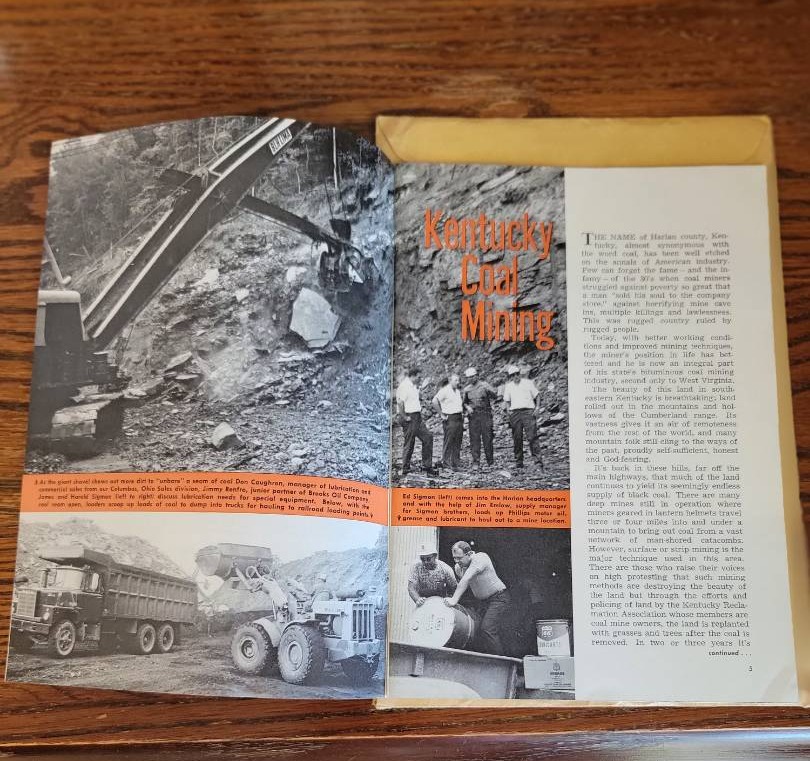 BUCYRUS
As the giant shovel chews out more dirt to "unbare" a seam of coal Don Caughran, manager of lubrication and
commercial sales from our Columbus, Ohio Sales division, Jimmy Renfro, junior partner of Brooks Oil Company,
James and Harold Sigmon (left to right) discuss lubrication needs for special equipment. Below, with the
coal seam open, loaders scoop up loads of coal to dump into trucks for hauling to railroad loading points.
Kentucky
Coal
Mining
Ed Sigmon (left) comes into the Harlan headquarters
and with the help of Jim Enslow, supply manager
for Sigmon brothers, loads up Phillips motor oil,
grease and lubricant to haul out to a mine location.
THE NAME of Harlan county, Ken-
tucky, almost synonymous with
the word coal, has been well etched
on the annals of American industry.
Few can forget the fame – and the in-
famy – of the 30's when coal miners
struggled against poverty so great that
a man "sold his soul to the company
store," against horrifying mine cave
ins, multiple killings and lawlessness.
This was rugged country ruled by
rugged people.
Today, with better working condi-
tions and improved mining techniques,
the miner's position in life has bet-
tered and he is now an integral part
of his state's bituminous coal mining
industry, second only to West Virginia.
The beauty of this land in south-
eastern Kentucky is breathtaking; land
rolled out in the mountains and hol-
lows of the Cumberland range. Its
vastness gives it an air of remoteness
from the rest of the world, and many
mountain folk still cling to the ways of
the past, proudly self-sufficient, honest
and God-fearing.
It's back in these hills, far off the
main highways, that much of the land
continues to yield its seemingly endless
supply of black coal. There are many
deep mines still in operation where
miners geared in lantern helmets travel
three or four miles into and under a
mountain to bring out coal from a vast
network of man-shored catacombs.
However, surface or strip mining is the
major technique used in this area.
There are those who raise their voices
on high protesting that such mining
methods are destroying the beauty of
the land but through the efforts and
policing of land by the Kentucky Recla-
mation Association whose members are
coal mine owners, the land is replanted
with grasses and trees after the coal is
removed. In two or three years it's
continued . . .
5